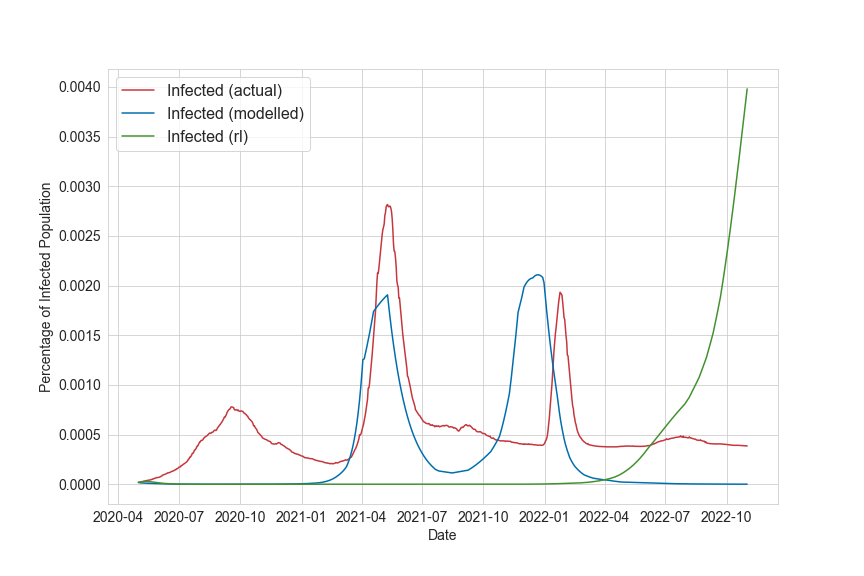 Infected (actual)
Infected (modelled)
Infected (rl)
Percentage of Infected Population
0.0040
0.0035
0.0030
0.0025
0.0020
0.0015
0.0010
0.0005
0.0000
2020-04 2020-07 2020-10 2021-01 2021-04 2021-07 2021-10 2022-01 2022-04 2022-07 2022-10
Date